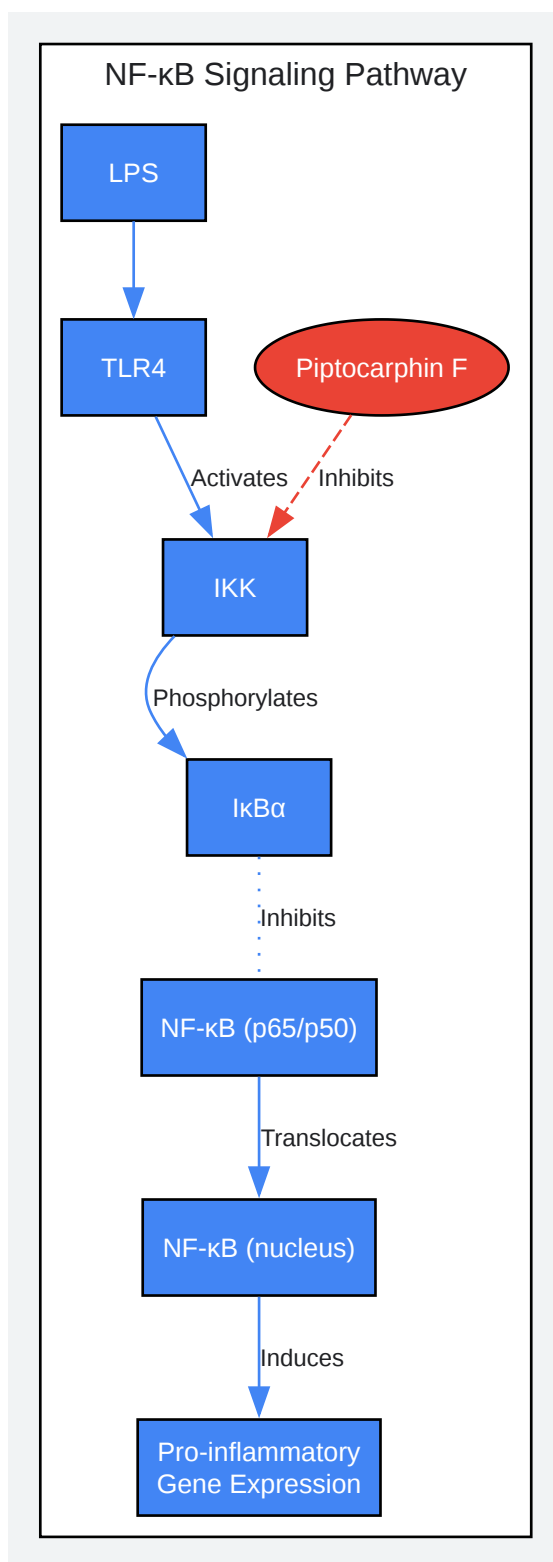 NF-κB Signaling Pathway
LPS
TLR4
Piptocarphin F
Activates
Inhibits
IKK
Phosphorylates
IκBα
Inhibits
NF-κB (p65/p50)
Translocates
NF-κB (nucleus)
Induces
Pro-inflammatory
Gene Expression